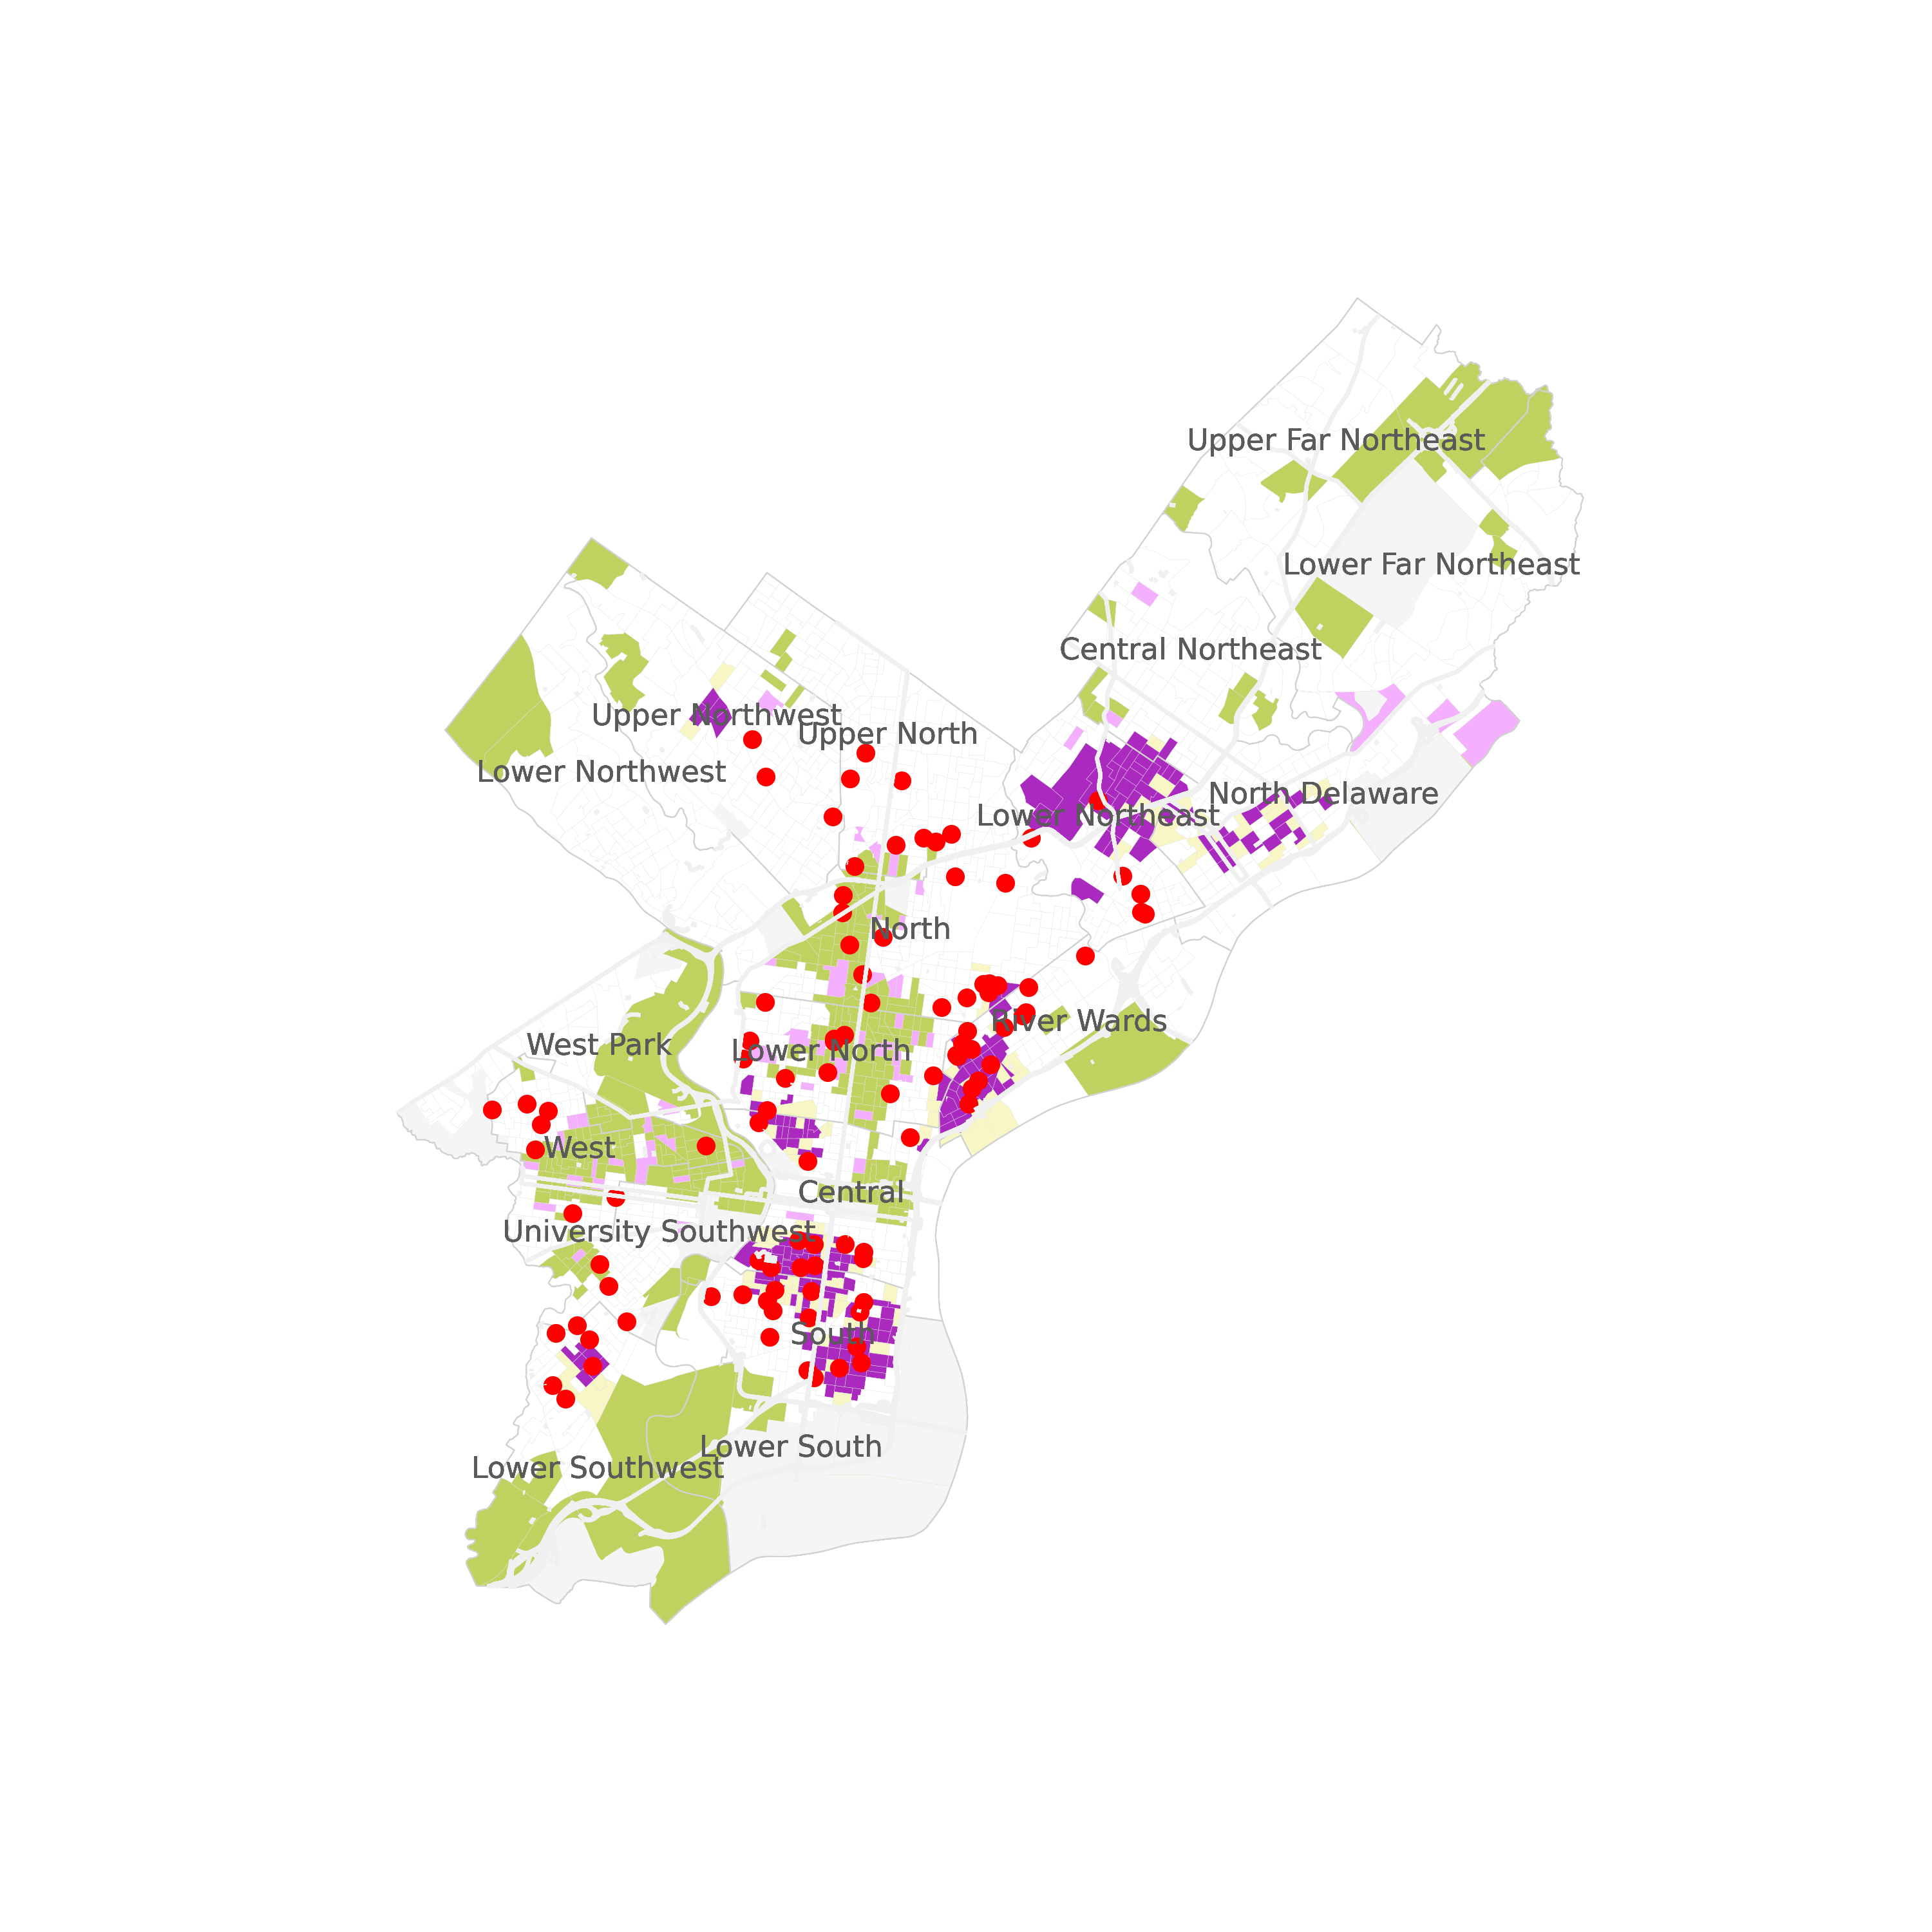 Upper Far Northeast
Lower Far Northeast
Central Northeast
Upper Northwest
Upper North
Lower Northwest
North Delaware
Lower Northeast
North
River Wards
West Park
Lower North
West
Central
University Southwest
South
Lower South
Lower Southwest